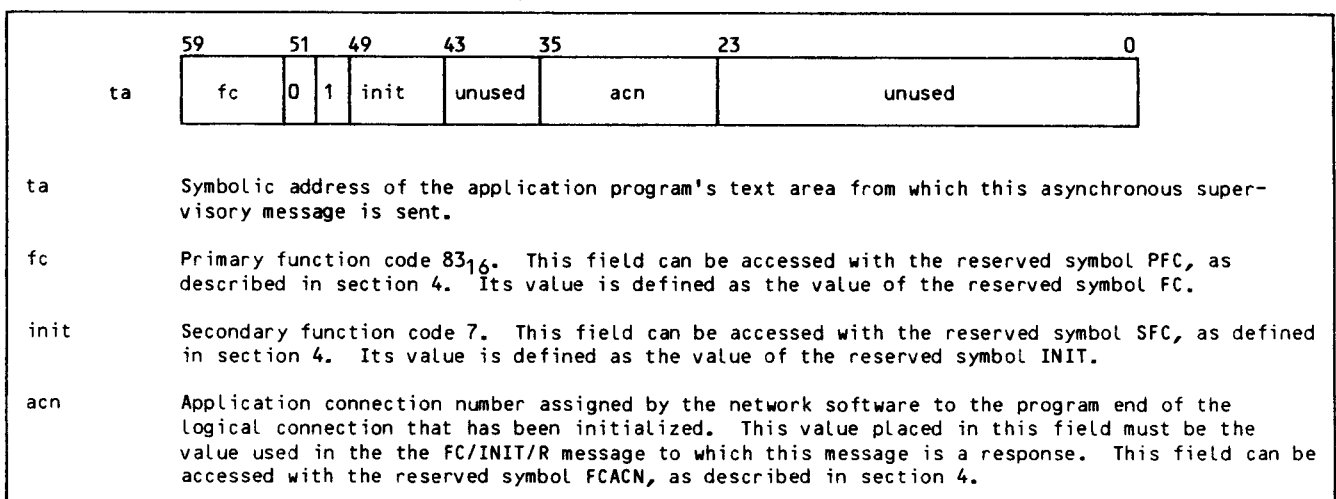 59 51 49 43 35 23 0
ta fc 0 1 init unused acn unused
ta Symbolic address of the application program's text area from which this asynchronous super-
visory message is sent.
fc Primary function code 83₁₆. This field can be accessed with the reserved symbol PFC, as
described in section 4. Its value is defined as the value of the reserved symbol FC.
init Secondary function code 7. This field can be accessed with the reserved symbol SFC, as defined
in section 4. Its value is defined as the value of the reserved symbol INIT.
acn Application connection number assigned by the network software to the program end of the
logical connection that has been initialized. This value placed in this field must be the
value used in the the FC/INIT/R message to which this message is a response. This field can be
accessed with the reserved symbol FCACN, as described in section 4.